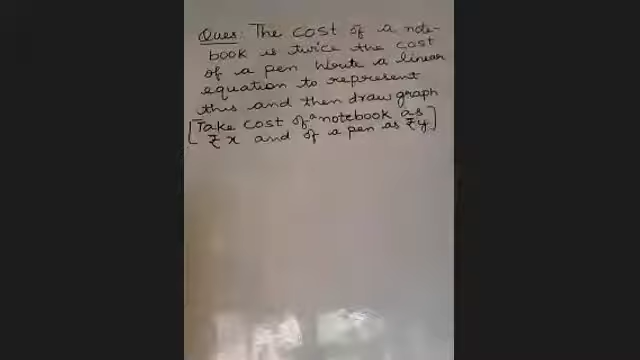 Ques: The cost of a note-
book is twice the cost
of a pen Write a linear
equation to represent
this and then draw graph
[Take cost of a notebook as
₹ x and of a pen as ₹ y]